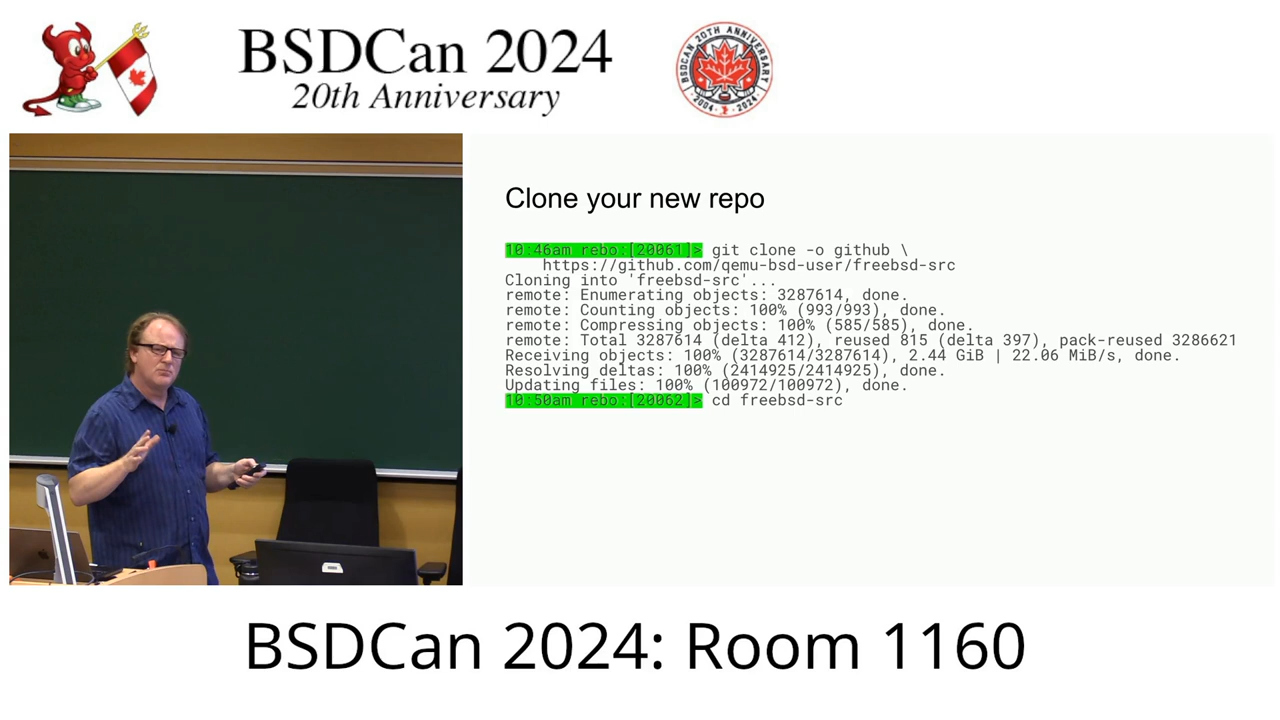 BSDCan 2024
20th Anniversary
BSDCAN 20TH ANNIVERSARY
2004 2024
Clone your new repo
10:46am rebo:[20061]> git clone -o github \
https://github.com/qemu-bsd-user/freebsd-src
Cloning into 'freebsd-src'...
remote: Enumerating objects: 3287614, done.
remote: Counting objects: 100% (993/993), done.
remote: Compressing objects: 100% (585/585), done.
remote: Total 3287614 (delta 412), reused 815 (delta 397), pack-reused 3286621
Receiving objects: 100% (3287614/3287614), 2.44 GiB | 22.06 MiB/s, done.
Resolving deltas: 100% (2414925/2414925), done.
Updating files: 100% (100972/100972), done.
10:50am rebo:[20062]> cd freebsd-src
BSDCan 2024: Room 1160